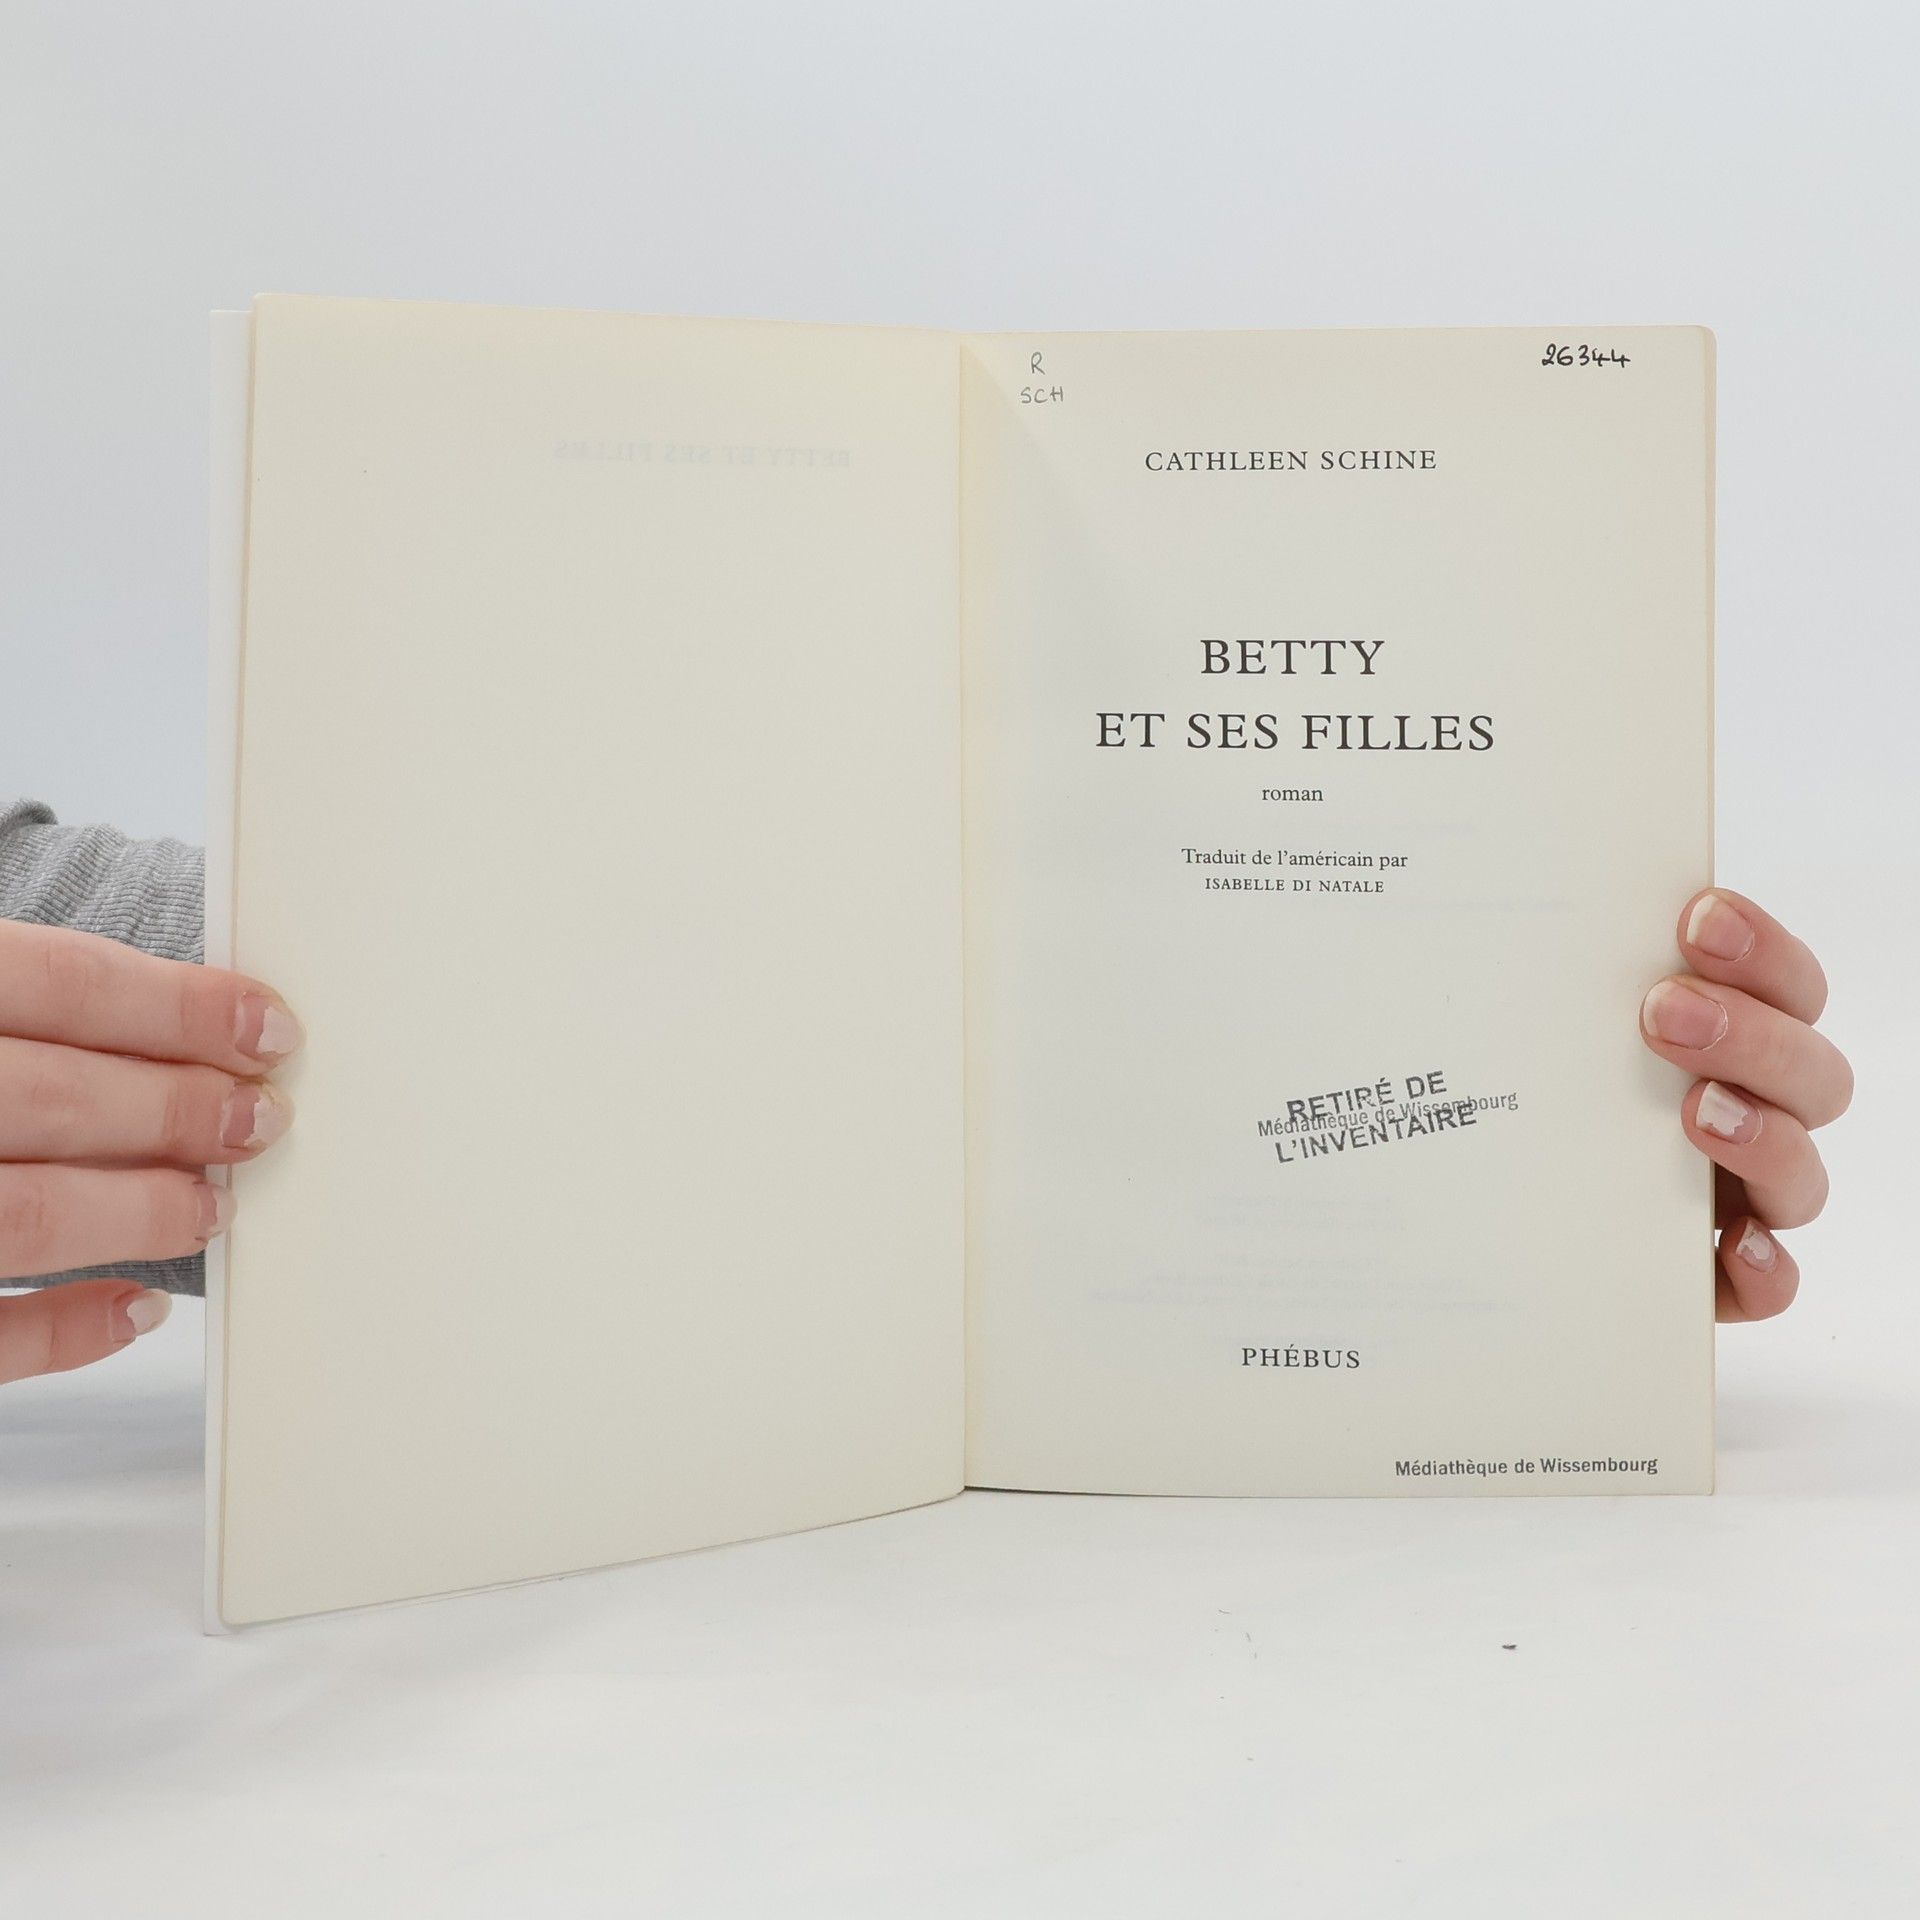 R
SCH
26344
CATHLEEN SCHINE
BETTY
ET SES FILLES
roman
Traduit de l'américain par
ISABELLE DI NATALE
RETIRÉ DE
Médiathèque de Wissembourg
L'INVENTAIRE
PHÉBUS
Médiathèque de Wissembourg